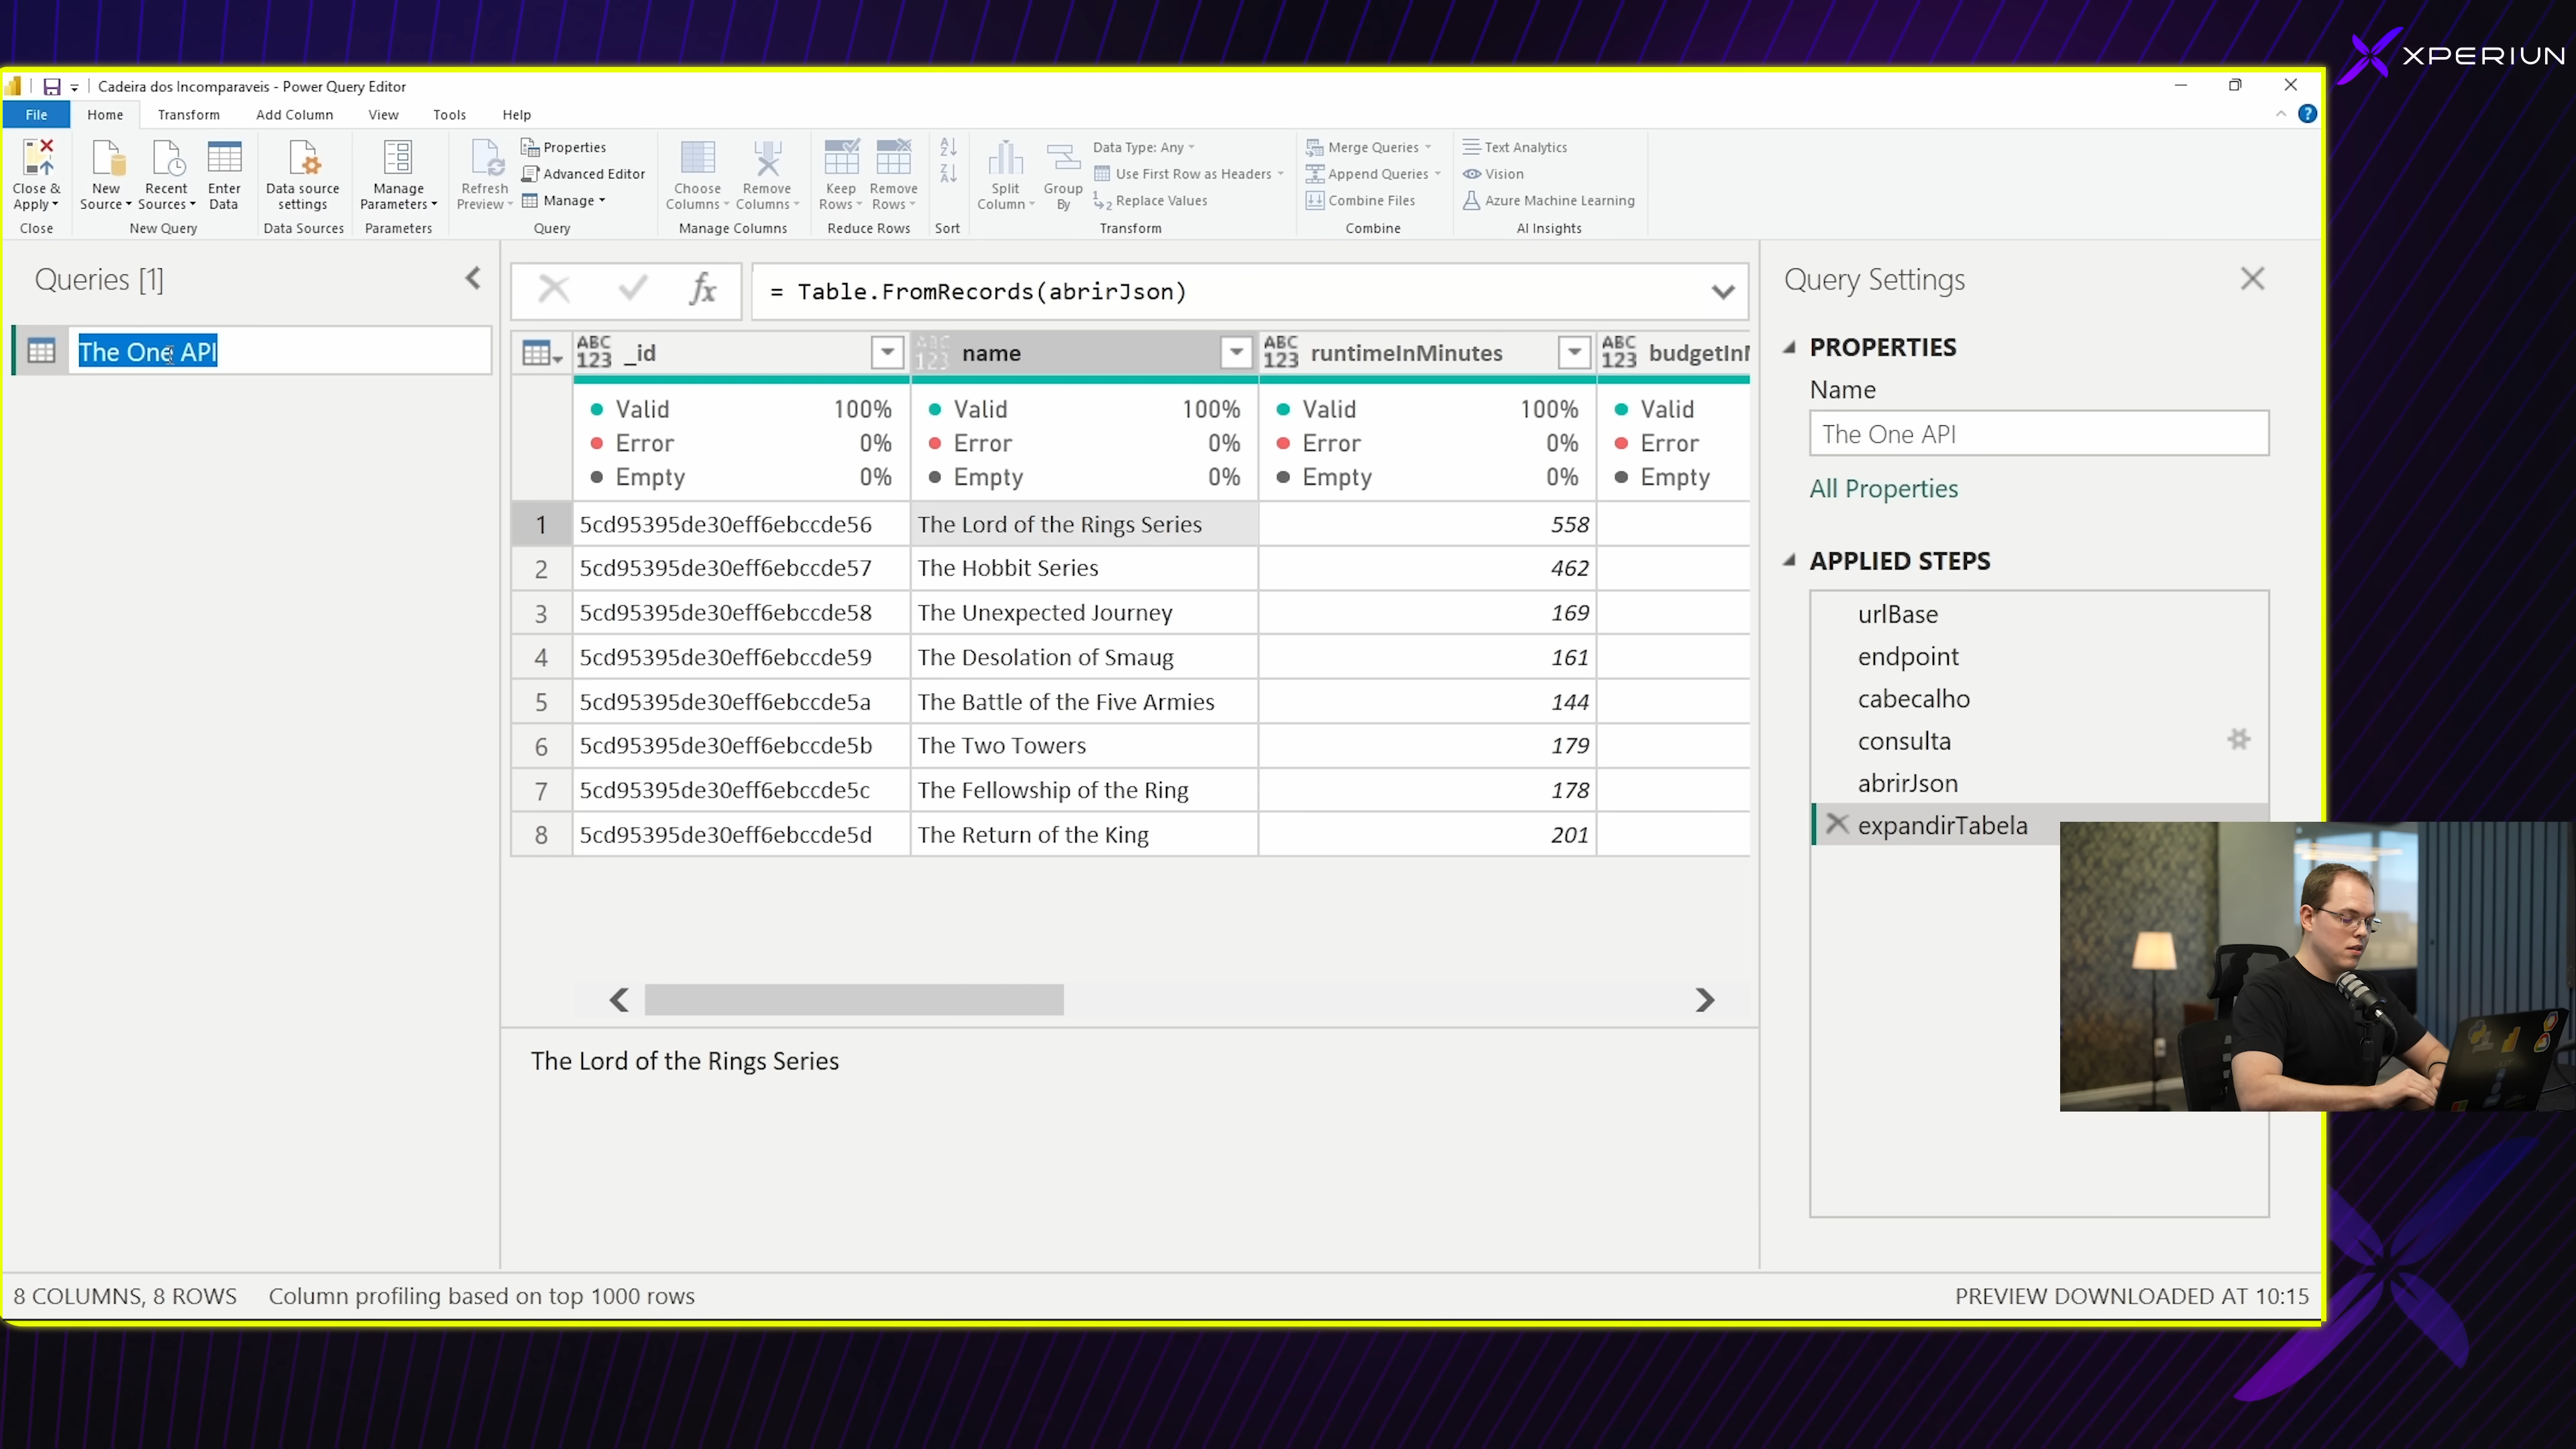 XPERIUN
Cadeira dos Incomparaveis - Power Query Editor
File Home Transform Add Column View Tools Help
Close & Apply
New Source
Recent Sources
Enter Data
Data source settings
Manage Parameters
Refresh Preview
Properties
Advanced Editor
Manage
Choose Columns
Remove Columns
Keep Rows
Remove Rows
Split Column
Group By
Data Type: Any
Use First Row as Headers
Replace Values
Merge Queries
Append Queries
Combine Files
Text Analytics
Vision
Azure Machine Learning
Close New Query Data Sources Parameters Query Manage Columns Reduce Rows Sort Transform Combine AI Insights
Queries [1]
The One API
fx = Table.FromRecords(abrirJson)
ABC 123 _id ABC 123 name ABC 123 runtimeInMinutes ABC 123
Valid 100% Valid 100% Valid 100% Valid
Error 0% Error 0% Error 0% Error
Empty 0% Empty 0% Empty 0% Empty
1 5cd95395de30eff6ebccde56 The Lord of the Rings Series 558
2 5cd95395de30eff6ebccde57 The Hobbit Series 462
3 5cd95395de30eff6ebccde58 The Unexpected Journey 169
4 5cd95395de30eff6ebccde59 The Desolation of Smaug 161
5 5cd95395de30eff6ebccde5a The Battle of the Five Armies 144
6 5cd95395de30eff6ebccde5b The Two Towers 179
7 5cd95395de30eff6ebccde5c The Fellowship of the Ring 178
8 5cd95395de30eff6ebccde5d The Return of the King 201
The Lord of the Rings Series
Query Settings
PROPERTIES
Name
The One API
All Properties
APPLIED STEPS
urlBase
endpoint
cabecalho
consulta
abrirJson
expandirTabela
8 COLUMNS, 8 ROWS Column profiling based on top 1000 rows
PREVIEW DOWNLOADED AT 10:15